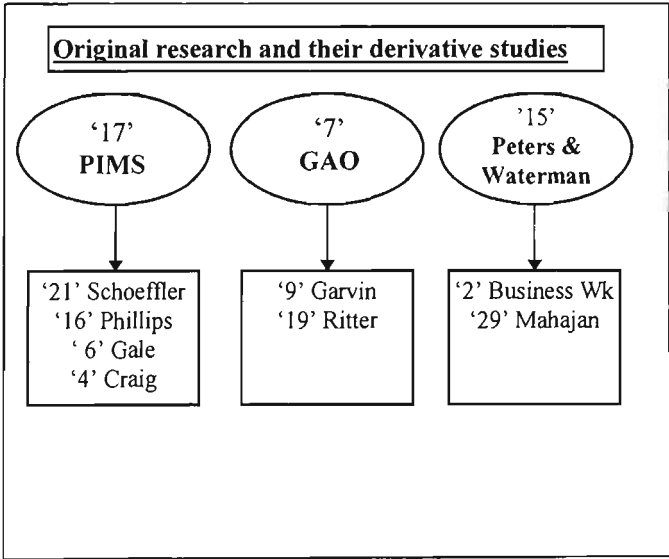 Original research and their derivative studies
‘17’
PIMS
‘7’
GAO
’15’
Peters &
Waterman
‘21’ Schoeffler
‘16’ Phillips
‘ 6’ Gale
‘4’ Craig
‘9’ Garvin
‘19’ Ritter
‘2’ Business Wk
‘29’ Mahajan